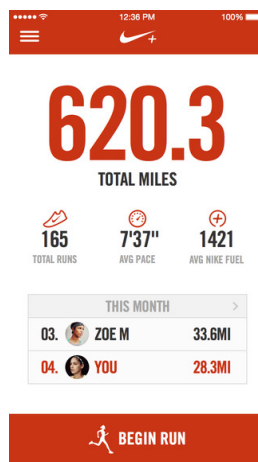 12:36 PM 100%
620.3
TOTAL MILES
165 7'37" 1421
TOTAL RUNS AVG PACE AVG NIKE FUEL
THIS MONTH
03. ZOE M 33.6MI
04. YOU 28.3MI
BEGIN RUN